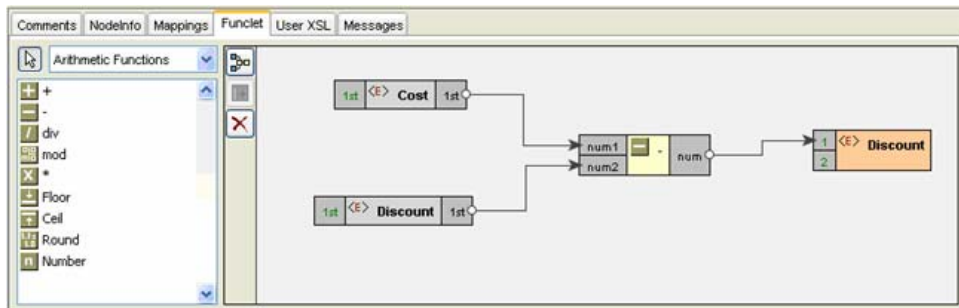 Comments NodeInfo Mappings Funclet User XSL Messages
Arithmetic Functions
+
-
div
mod
*
Floor
Ceil
Round
Number
1st <E> Cost 1st
num1 - num
num2
1 <E> Discount
2
1st <E> Discount 1st